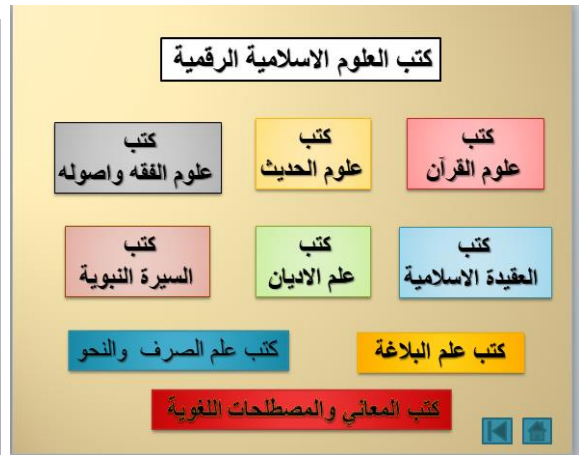 كتب العلوم الاسلامية الرقمية
كتب
علوم القرآن
كتب
علوم الحديث
كتب
علوم الفقه واصوله
كتب
العقيدة الاسلامية
كتب
علم الاديان
كتب
السيرة النبوية
كتب علم البلاغة
كتب علم الصرف والنحو
كتب المعاني والمصطلحات اللغوية